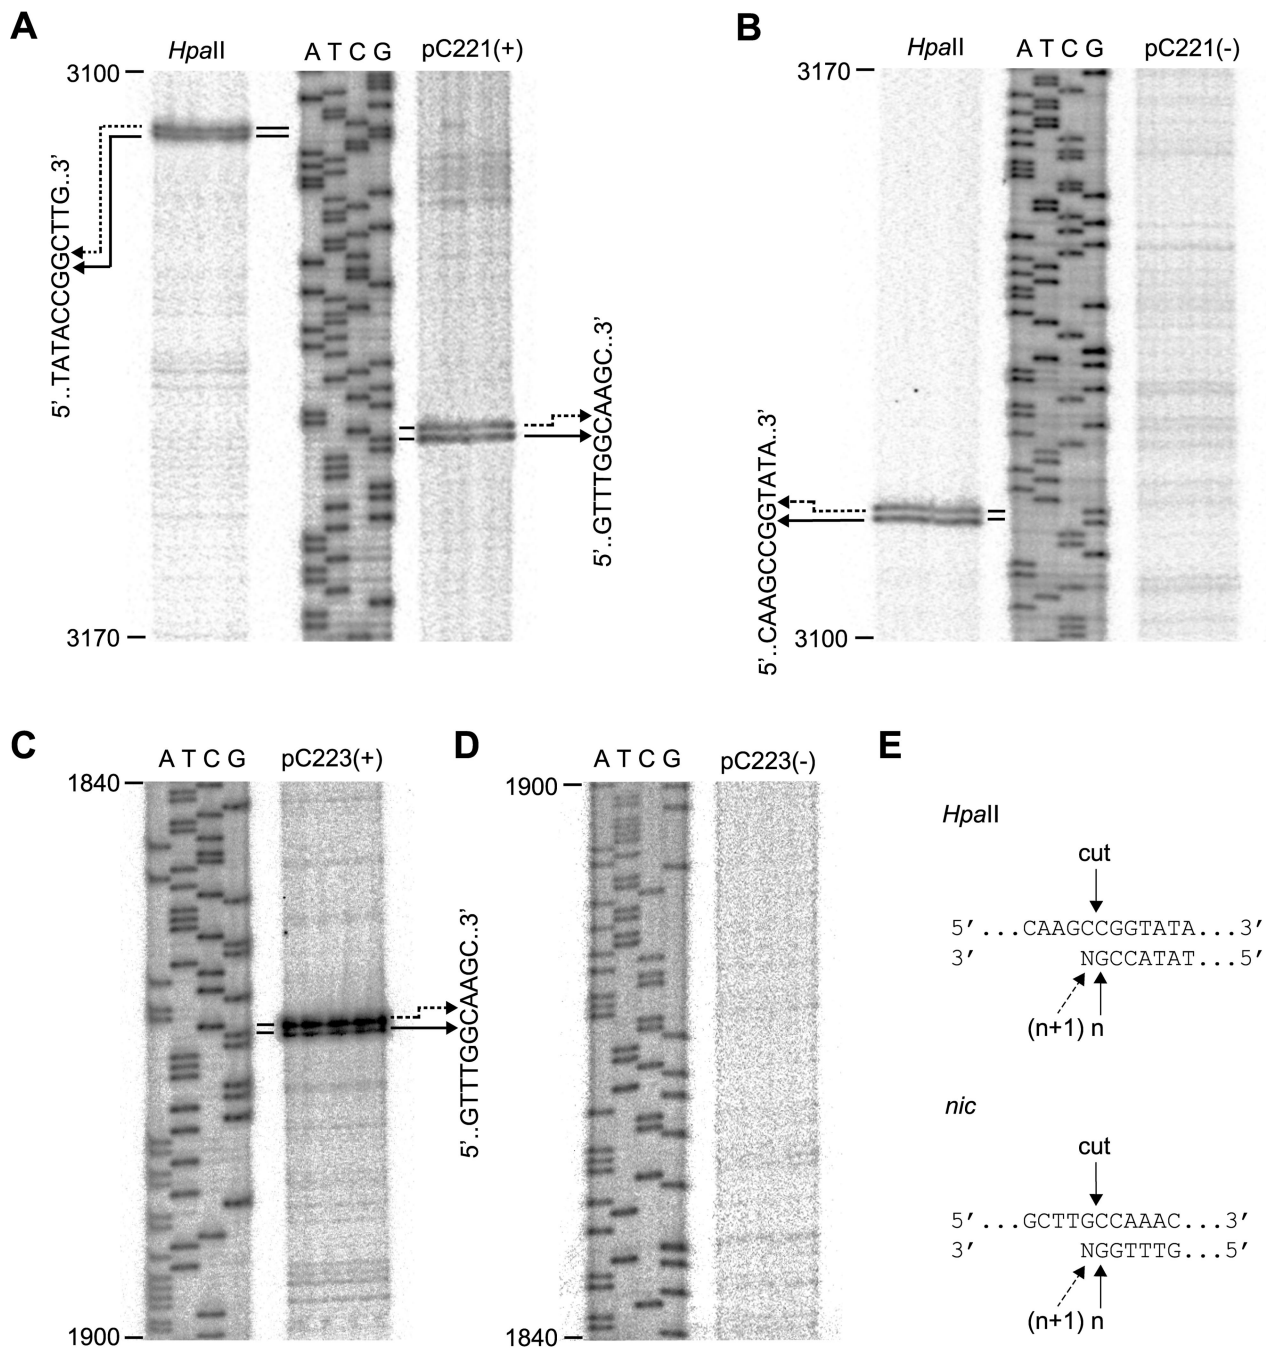 A
HpaII
A T C G
pC221(+)
3100
5’..TATACCGGCTTG..3’
5’..GTTTGGCAAGC..3’
3170
B
HpaII
A T C G
pC221(-)
3170
5’..CAAGCCGGTATA..3’
3100
C
A T C G
pC223(+)
1840
5’..GTTTGGCAAGC..3’
1900
D
A T C G
pC223(-)
1900
1840
E
HpaII
cut
5’...CAAGCCGGTATA...3’
3’ NGCCATAT...5’
(n+1) n
nic
cut
5’...GCTTGCCAAAC...3’
3’ NGGTTTG...5’
(n+1) n